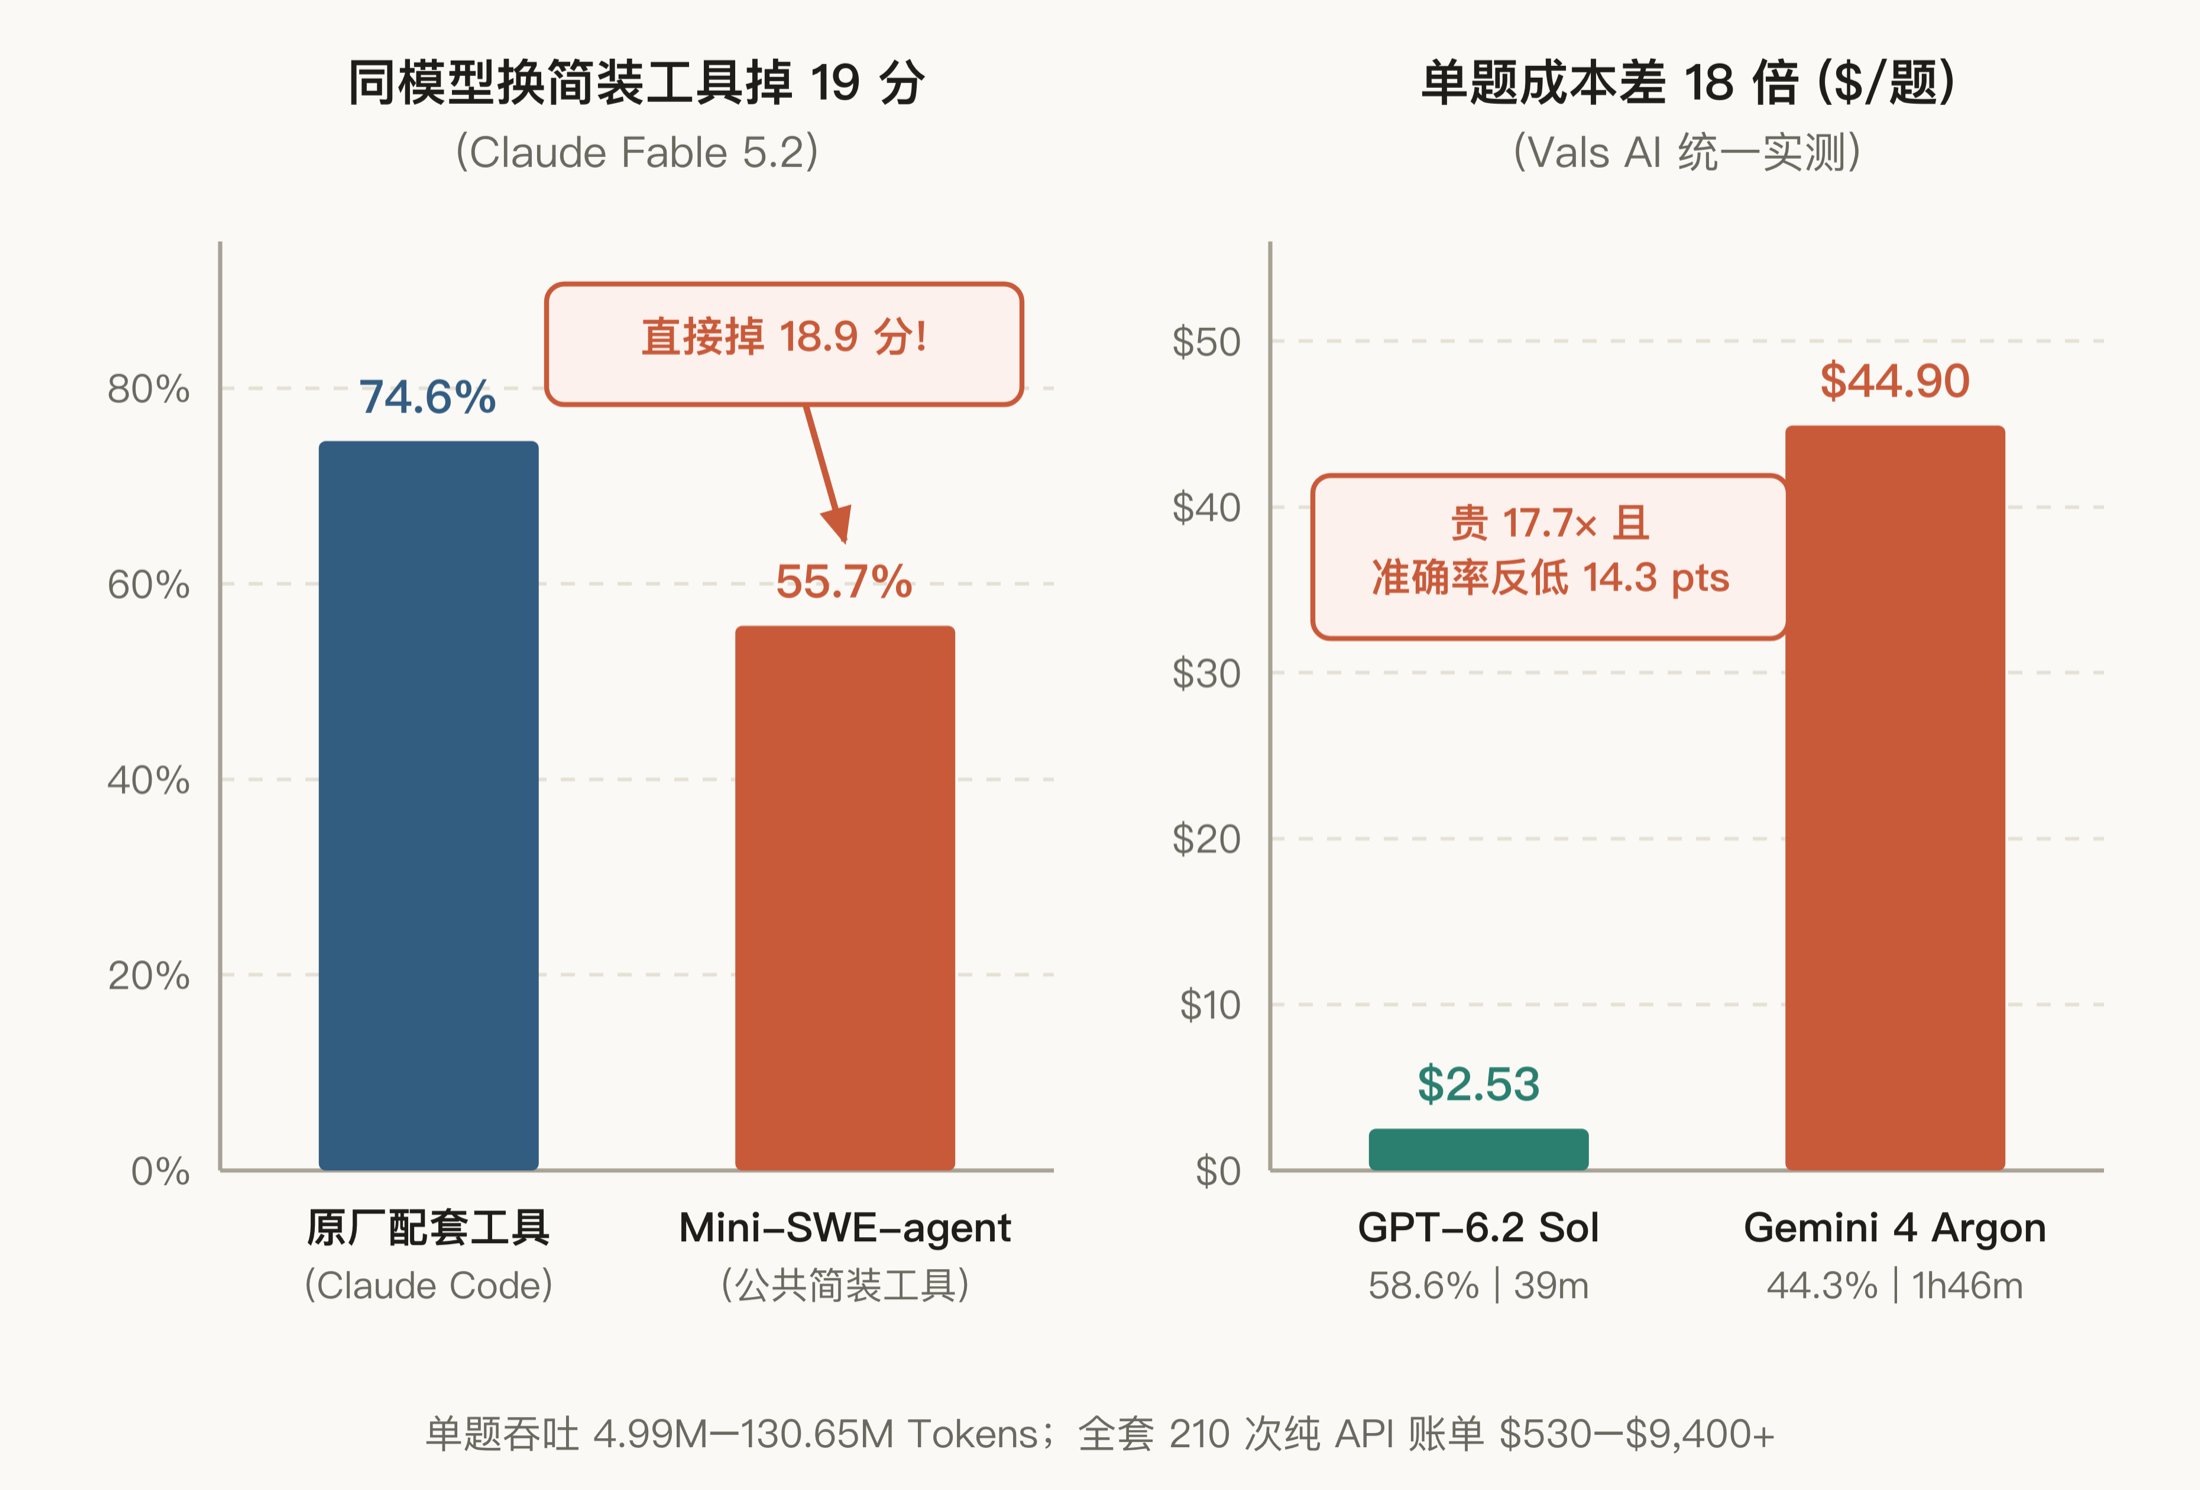 同模型换简装工具掉 19 分
(Claude Fable 5.2)
直接掉 18.9 分!
80%
60%
40%
20%
0%
74.6%
55.7%
原厂配套工具
(Claude Code)
Mini-SWE-agent
(公共简装工具)
单题成本差 18 倍 ($/题)
(Vals AI 统一实测)
$50
$40
$30
$20
$10
$0
$44.90
贵 17.7× 且
准确率反低 14.3 pts
$2.53
GPT-6.2 Sol
58.6% | 39m
Gemini 4 Argon
44.3% | 1h46m
单题吞吐 4.99M—130.65M Tokens；全套 210 次纯 API 账单 $530—$9,400+